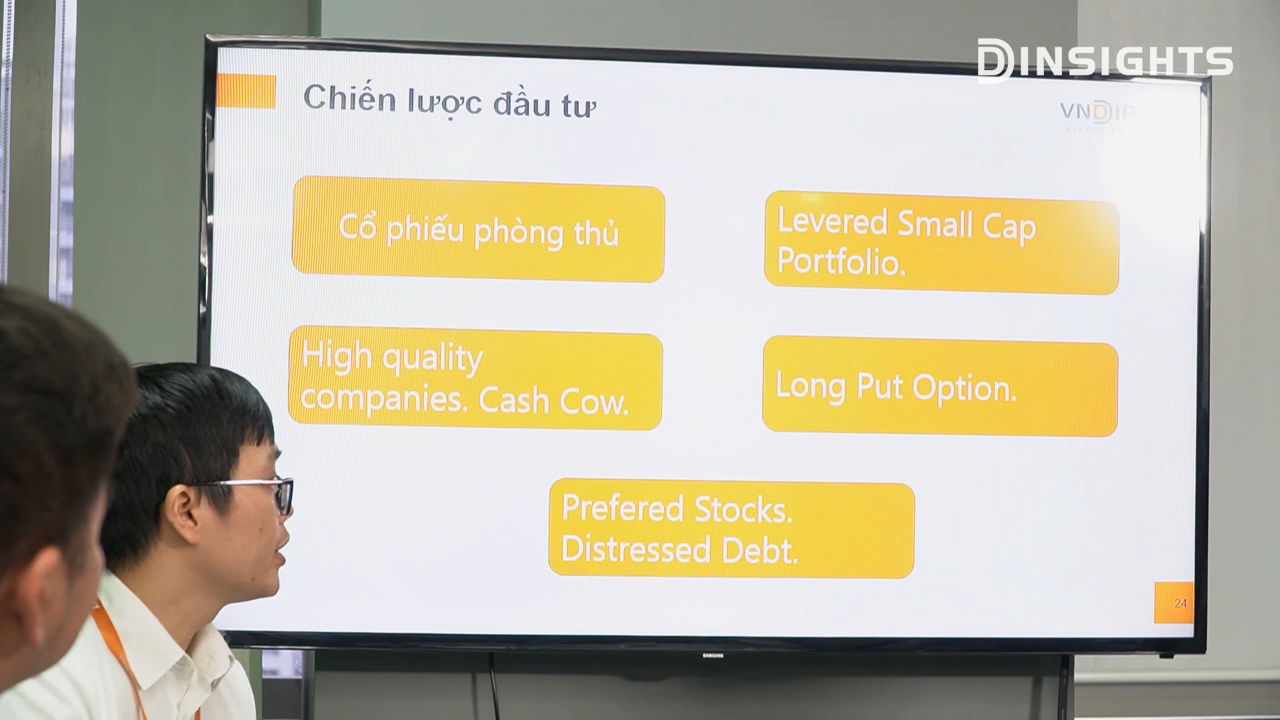 DINSIGHTS
Chiến lược đầu tư
Cổ phiếu phòng thủ
Levered Small Cap
Portfolio.
High quality
companies. Cash Cow.
Long Put Option.
Prefered Stocks.
Distressed Debt.
24